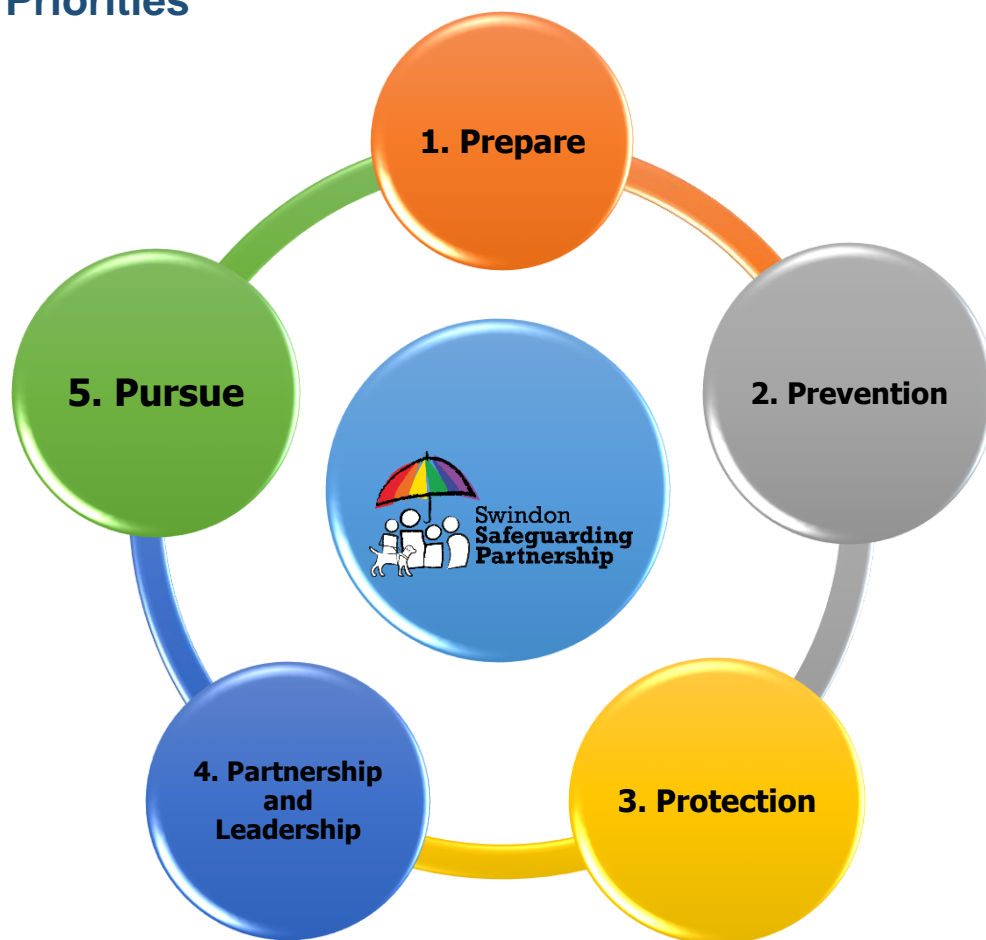 Priorities
1. Prepare
2. Prevention
3. Protection
4. Partnership
and
Leadership
5. Pursue
Swindon
Safeguarding
Partnership